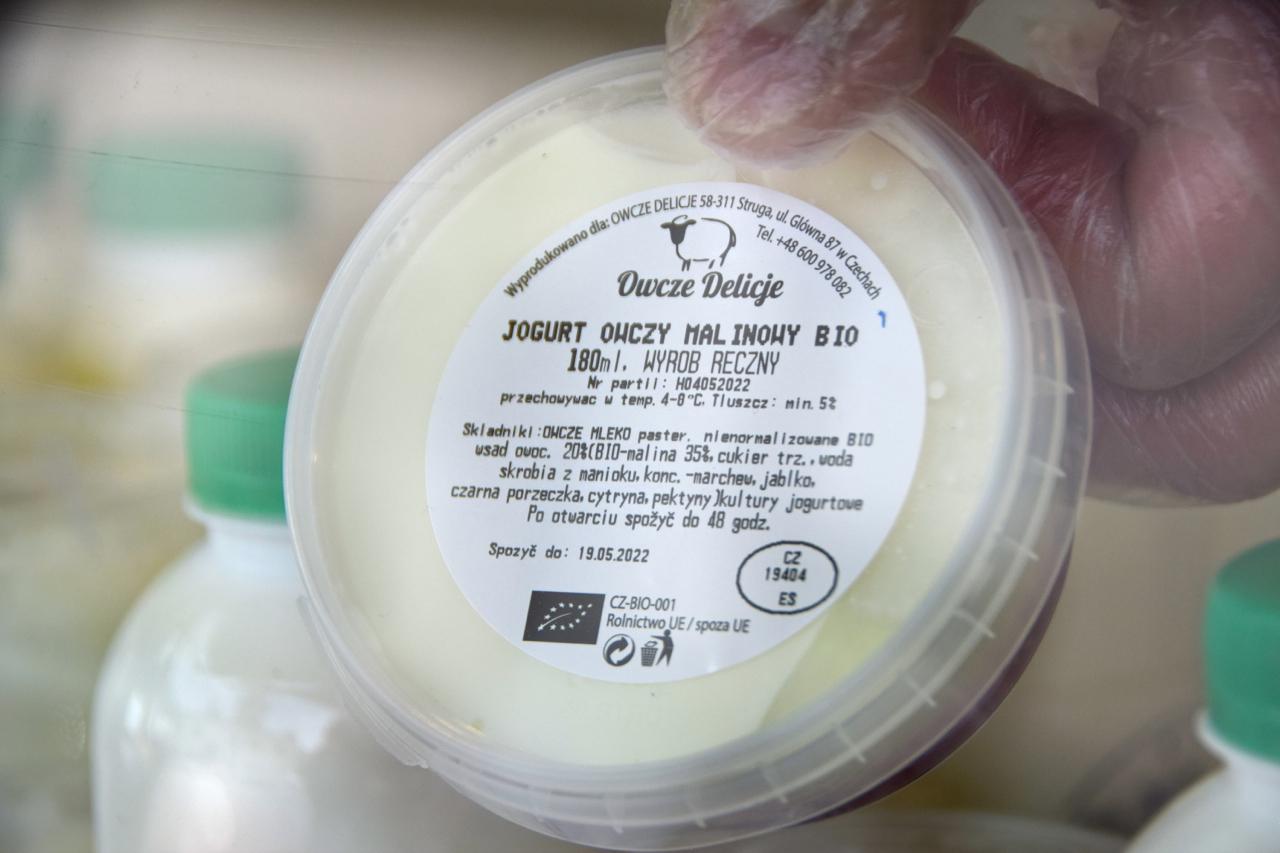 Wyprodukowano dla: OWCZE DELICJE 58-311 Struga, ul. Główna 87 w Czechach
Tel. +48 600 978 082
Owcze Delicje
1
JOGURT OWCZY MALINOWY BIO
180ml. WYROB RECZNY
Nr partii: H04052022
przechowywac w temp. 4-8°C. Tluszcz: min. 5%
Skladniki:OWCZE MLEKO paster. nienormalizowane BIO
wsad owoc. 20%(BIO-malina 35%,cukier trz., woda
skrobia z manioku,konc. -marchew, jablko,
czarna porzeczka,cytryna,pektyny)kultury jogurtowe
Po otwarciu spożyč do 48 godz.
Spozyč do: 19.05.2022
CZ
19404
ES
CZ-BIO-001
Rolnictwo UE / spoza UE